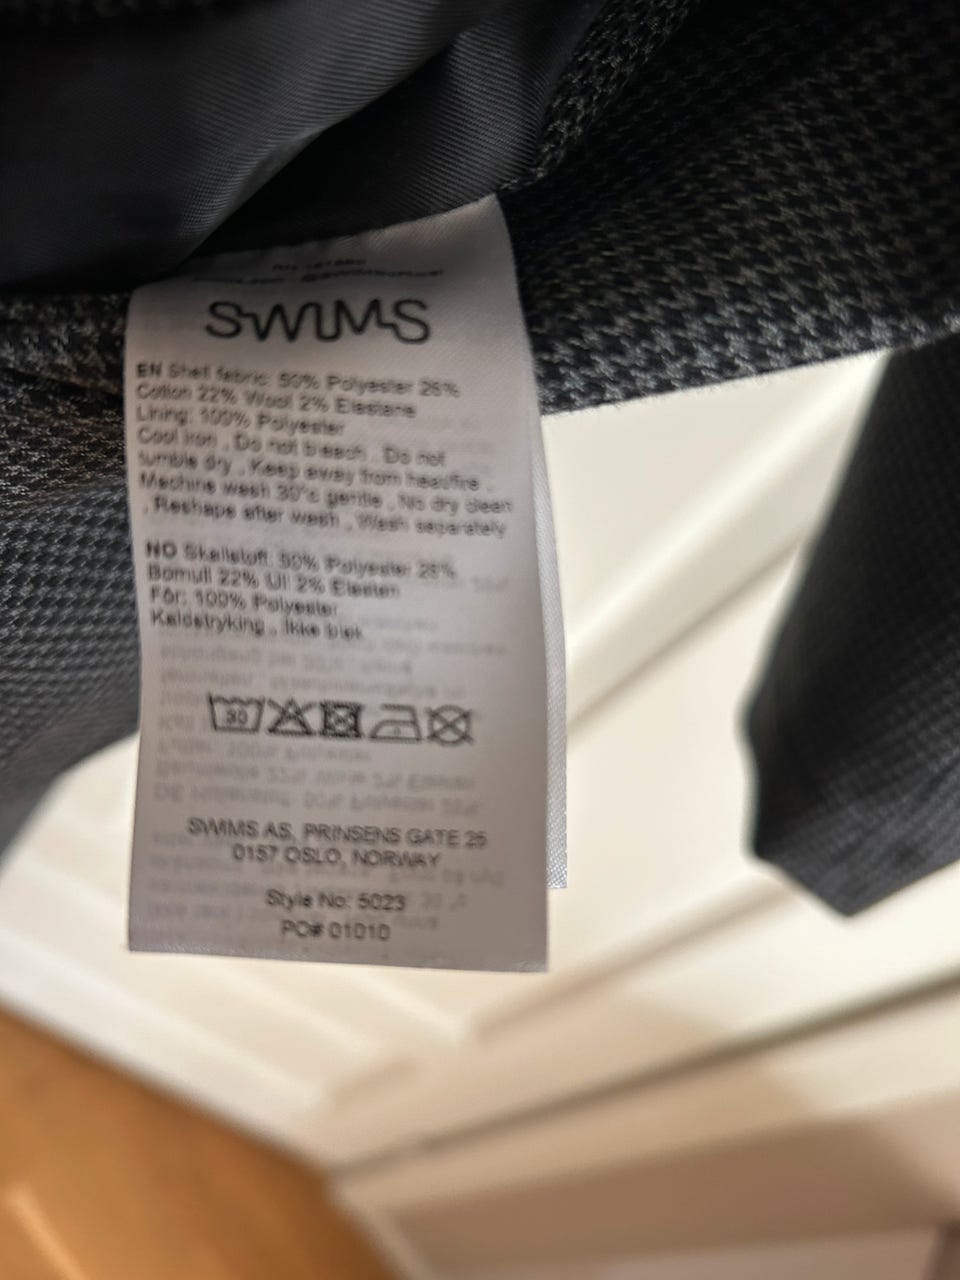 SWIMS
EN Shell fabric: 50% Polyester 26%
Cotton 22% Wool 2% Elastane
Lining: 100% Polyester
Cool iron , Do not bleach , Do not
tumble dry , Keep away from heat/fire ,
Machine wash 30°c gentle , No dry clean
, Reshape after wash , Wash separately
NO Skallstoff: 50% Polyester 26%
Bomull 22% Ull 2% Elastan
Fôr: 100% Polyester
Kaldstryking , Ikke blek
30
SWIMS AS, PRINSENS GATE 25
0157 OSLO, NORWAY
Style No: 5023
PO# 01010